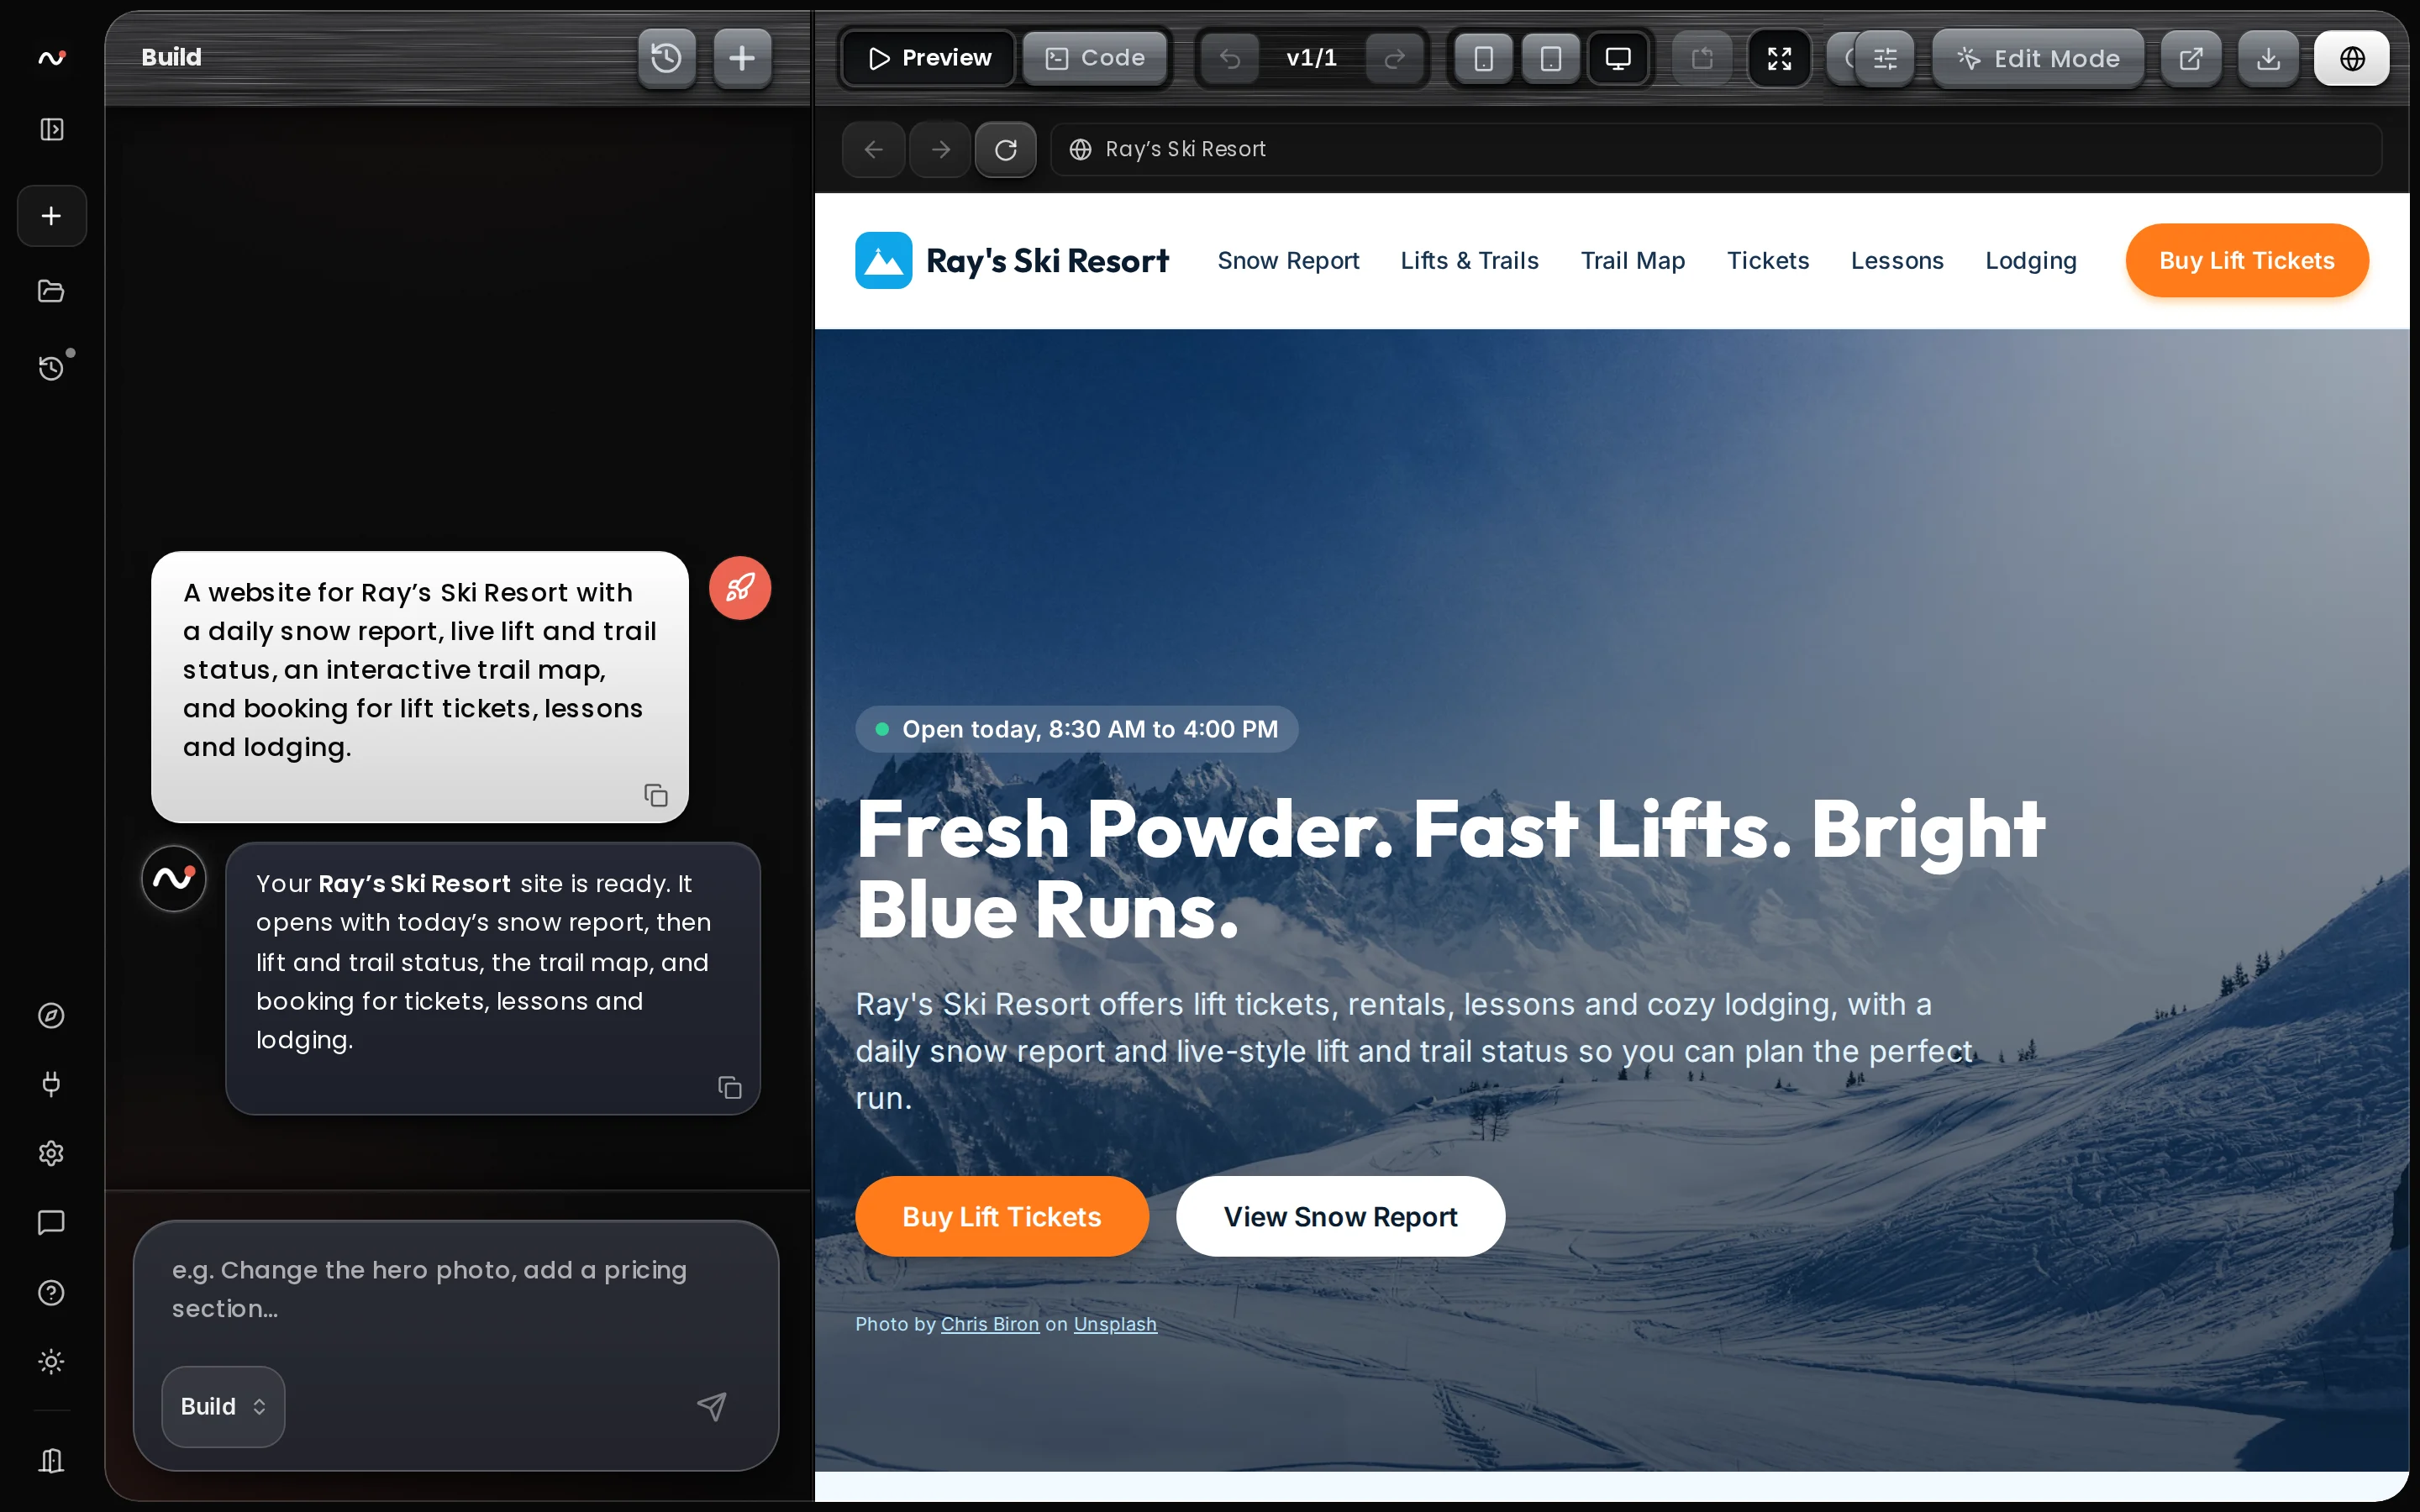 Build
Preview
Code
v1/1
Edit Mode
Ray’s Ski Resort
Ray's Ski Resort
Snow Report
Lifts & Trails
Trail Map
Tickets
Lessons
Lodging
Buy Lift Tickets
A website for Ray’s Ski Resort with
a daily snow report, live lift and trail
status, an interactive trail map,
and booking for lift tickets, lessons
and lodging.
Your Ray’s Ski Resort site is ready. It
opens with today’s snow report, then
lift and trail status, the trail map, and
booking for tickets, lessons and
lodging.
e.g. Change the hero photo, add a pricing
section...
Build
Open today, 8:30 AM to 4:00 PM
Fresh Powder. Fast Lifts. Bright
Blue Runs.
Ray's Ski Resort offers lift tickets, rentals, lessons and cozy lodging, with a
daily snow report and live-style lift and trail status so you can plan the perfect
run.
Buy Lift Tickets
View Snow Report
Photo by Chris Biron on Unsplash